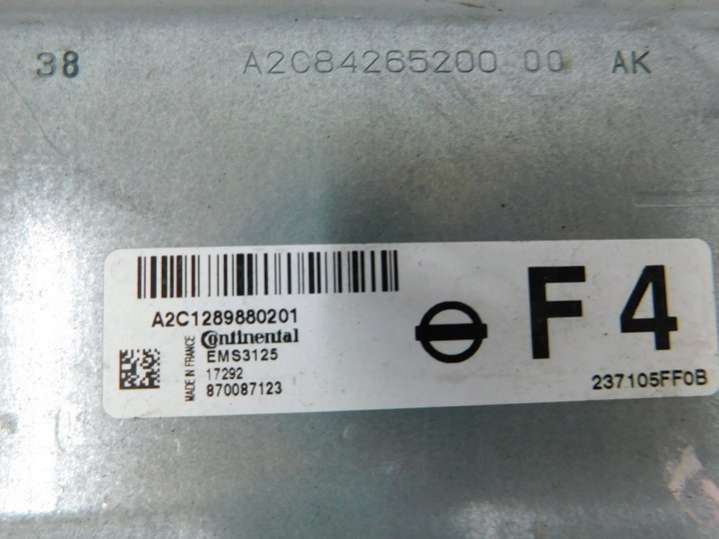 38 A2C84265200 00 AK
A2C1289880201
Continental
EMS3125
17292
870087123
MADE IN FRANCE
F4
237105FF0B